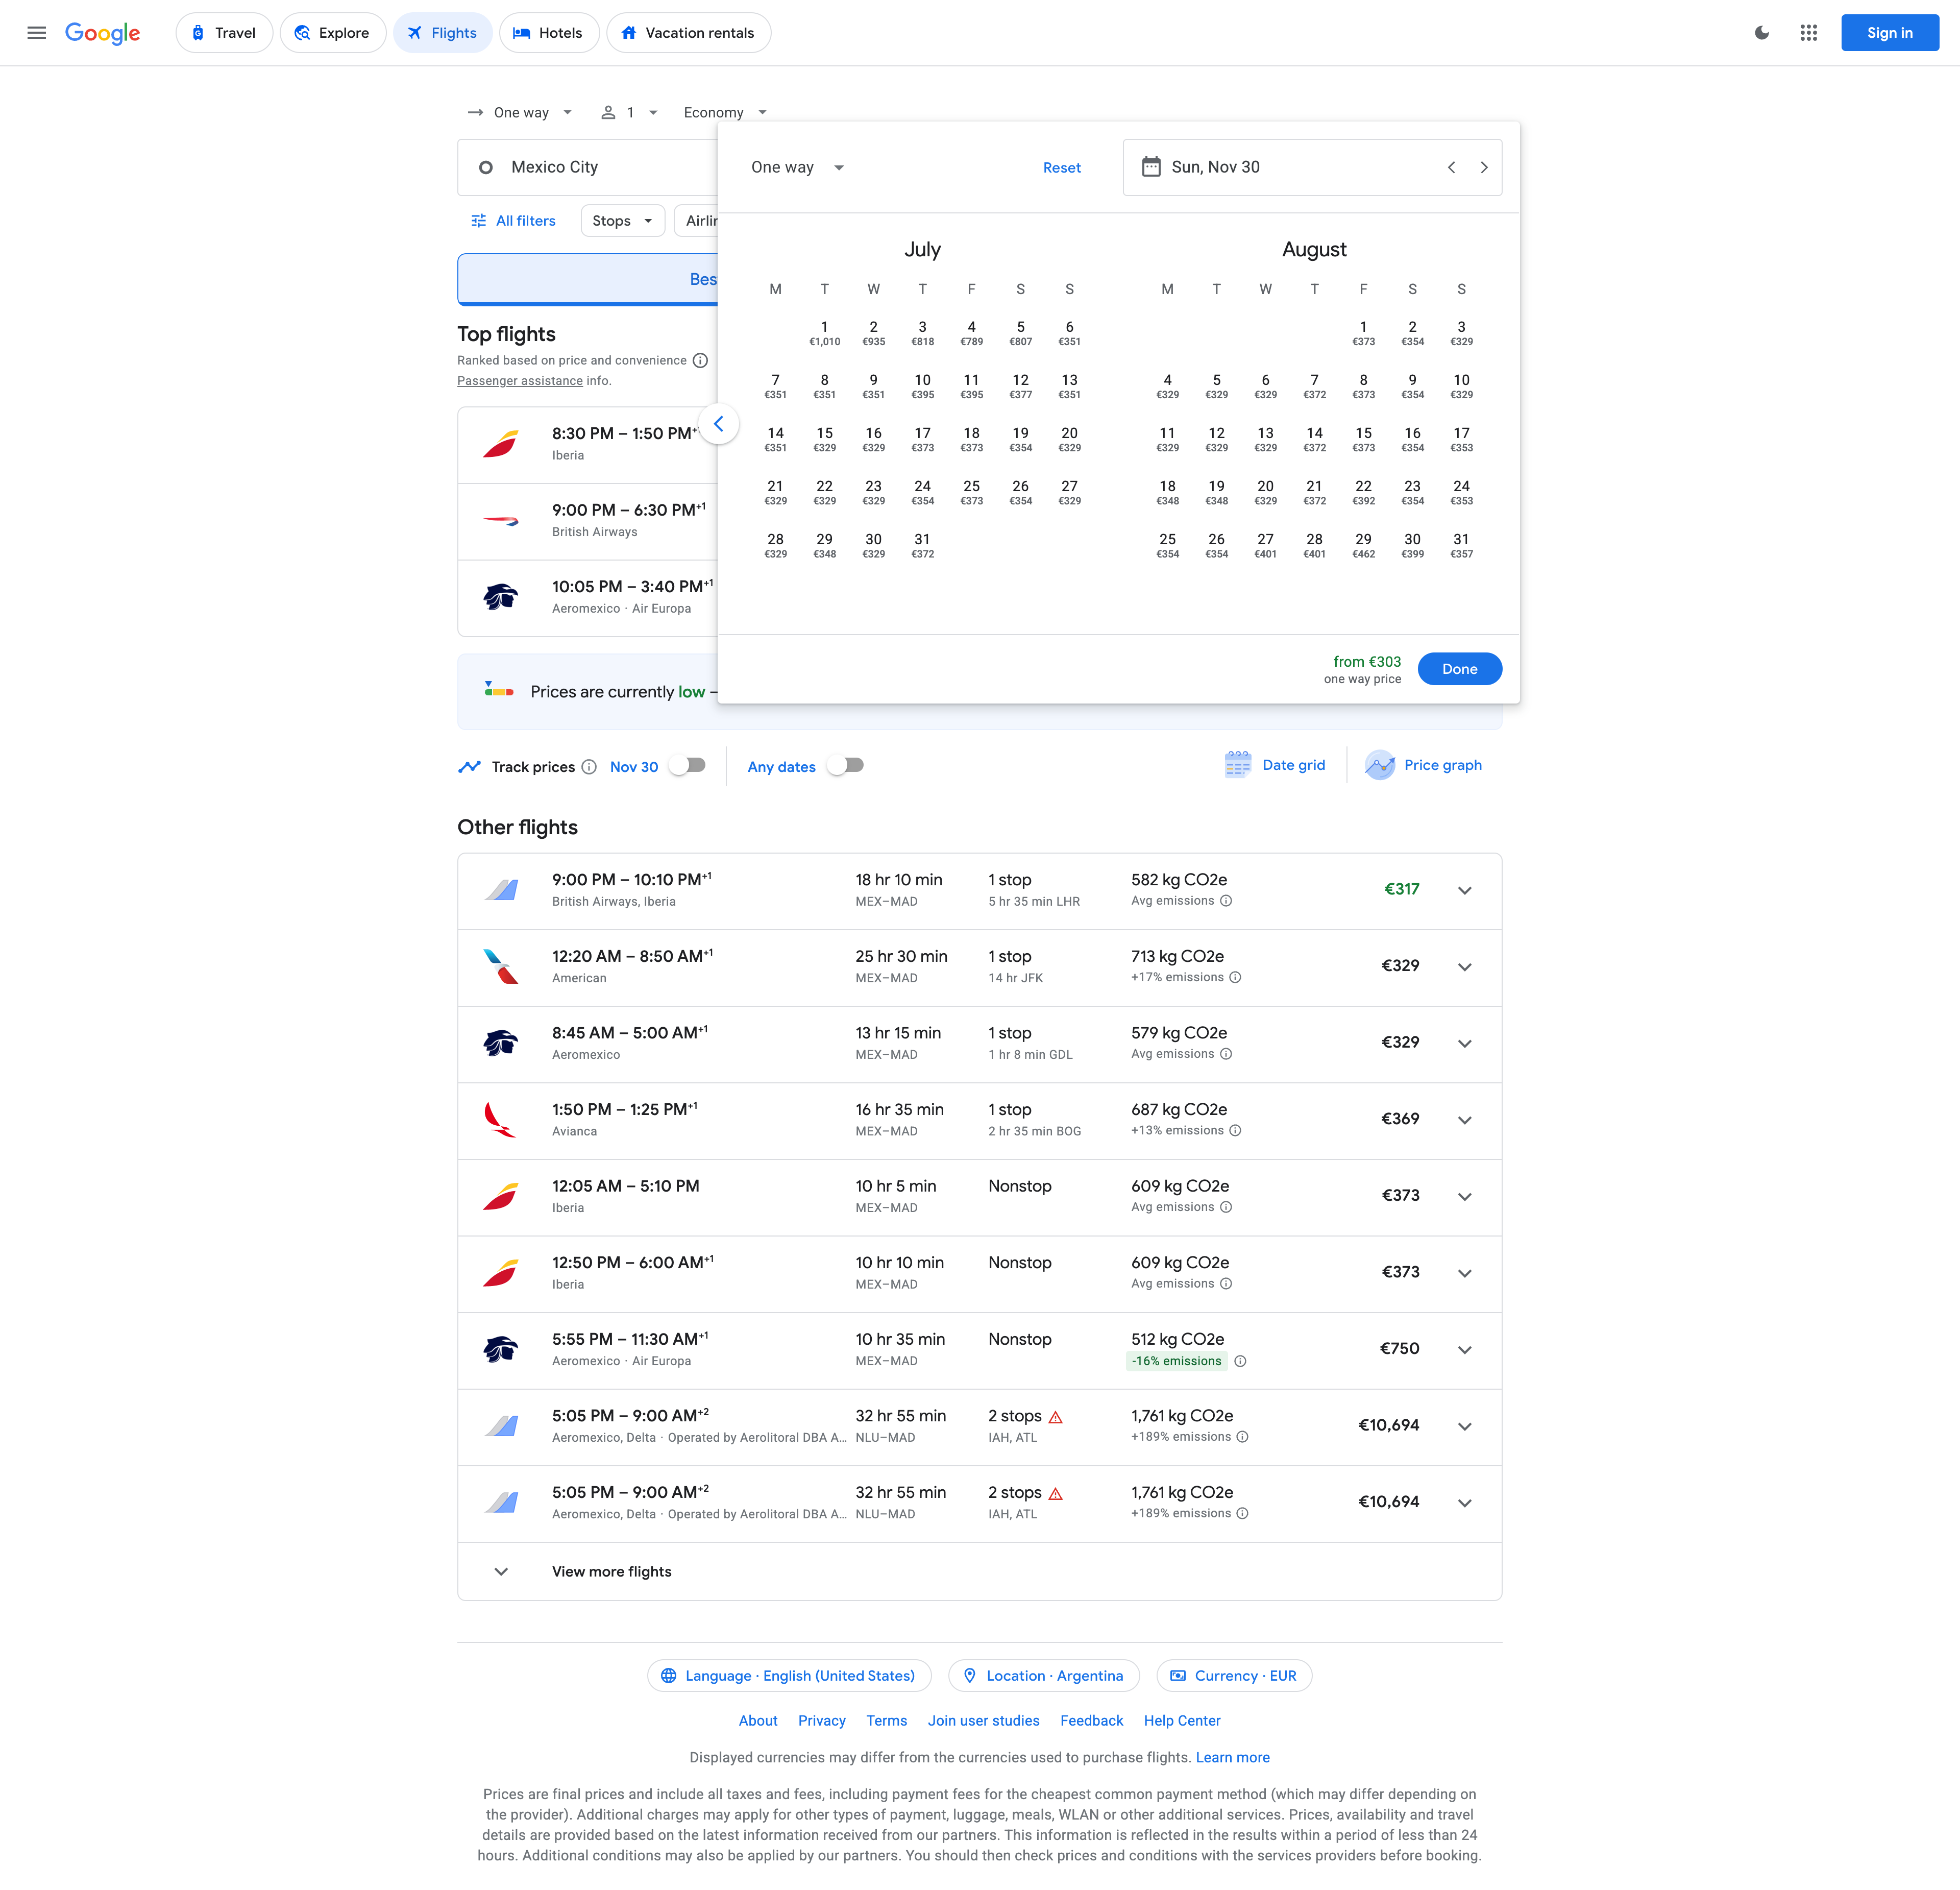 Google
Travel
Explore
Flights
Hotels
Vacation rentals
Sign in
One way
1
Economy
Mexico City
One way
Reset
Sun, Nov 30
All filters
Stops
Airlin
Bes
Top flights
Ranked based on price and convenience
Passenger assistance info.
8:30 PM – 1:50 PM+
Iberia
9:00 PM – 6:30 PM+1
British Airways
10:05 PM – 3:40 PM+1
Aeromexico · Air Europa
Prices are currently low –
July
M T W T F S S
1 2 3 4 5 6
€1,010 €935 €818 €789 €807 €351
7 8 9 10 11 12 13
€351 €351 €351 €395 €395 €377 €351
14 15 16 17 18 19 20
€351 €329 €329 €373 €373 €354 €329
21 22 23 24 25 26 27
€329 €329 €329 €354 €373 €354 €329
28 29 30 31
€329 €348 €329 €372
August
M T W T F S S
1 2 3
€373 €354 €329
4 5 6 7 8 9 10
€329 €329 €329 €372 €373 €354 €329
11 12 13 14 15 16 17
€329 €329 €329 €372 €373 €354 €353
18 19 20 21 22 23 24
€348 €348 €329 €372 €392 €354 €353
25 26 27 28 29 30 31
€354 €354 €401 €401 €462 €399 €357
from €303
one way price
Done
Track prices
Nov 30
Any dates
Date grid
Price graph
Other flights
9:00 PM – 10:10 PM+1 18 hr 10 min 1 stop 582 kg CO2e €317
British Airways, Iberia MEX–MAD 5 hr 35 min LHR Avg emissions
12:20 AM – 8:50 AM+1 25 hr 30 min 1 stop 713 kg CO2e €329
American MEX–MAD 14 hr JFK +17% emissions
8:45 AM – 5:00 AM+1 13 hr 15 min 1 stop 579 kg CO2e €329
Aeromexico MEX–MAD 1 hr 8 min GDL Avg emissions
1:50 PM – 1:25 PM+1 16 hr 35 min 1 stop 687 kg CO2e €369
Avianca MEX–MAD 2 hr 35 min BOG +13% emissions
12:05 AM – 5:10 PM 10 hr 5 min Nonstop 609 kg CO2e €373
Iberia MEX–MAD Avg emissions
12:50 PM – 6:00 AM+1 10 hr 10 min Nonstop 609 kg CO2e €373
Iberia MEX–MAD Avg emissions
5:55 PM – 11:30 AM+1 10 hr 35 min Nonstop 512 kg CO2e €750
Aeromexico · Air Europa MEX–MAD -16% emissions
5:05 PM – 9:00 AM+2 32 hr 55 min 2 stops 1,761 kg CO2e €10,694
Aeromexico, Delta · Operated by Aerolitoral DBA A... NLU–MAD IAH, ATL +189% emissions
5:05 PM – 9:00 AM+2 32 hr 55 min 2 stops 1,761 kg CO2e €10,694
Aeromexico, Delta · Operated by Aerolitoral DBA A... NLU–MAD IAH, ATL +189% emissions
View more flights
Language · English (United States)
Location · Argentina
Currency · EUR
About Privacy Terms Join user studies Feedback Help Center
Displayed currencies may differ from the currencies used to purchase flights. Learn more
Prices are final prices and include all taxes and fees, including payment fees for the cheapest common payment method (which may differ depending on
the provider). Additional charges may apply for other types of payment, luggage, meals, WLAN or other additional services. Prices, availability and travel
details are provided based on the latest information received from our partners. This information is reflected in the results within a period of less than 24
hours. Additional conditions may also be applied by our partners. You should then check prices and conditions with the services providers before booking.